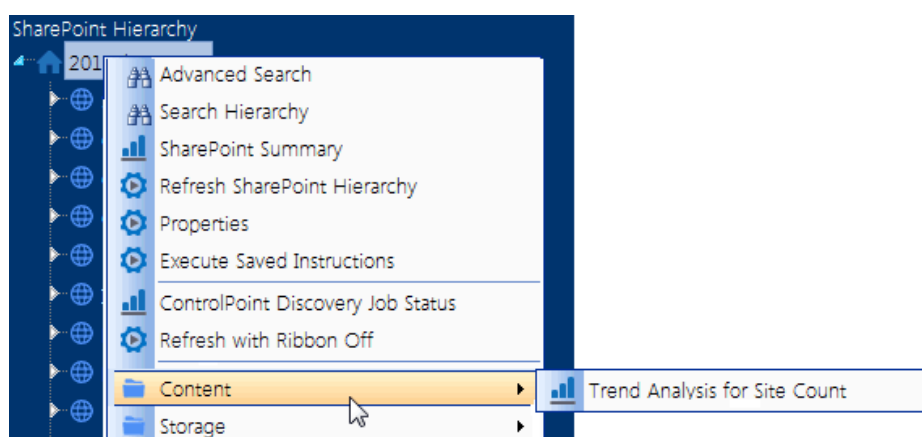 SharePoint Hierarchy
Advanced Search
Search Hierarchy
SharePoint Summary
Refresh SharePoint Hierarchy
Properties
Execute Saved Instructions
ControlPoint Discovery Job Status
Refresh with Ribbon Off
Content
Trend Analysis for Site Count
Storage